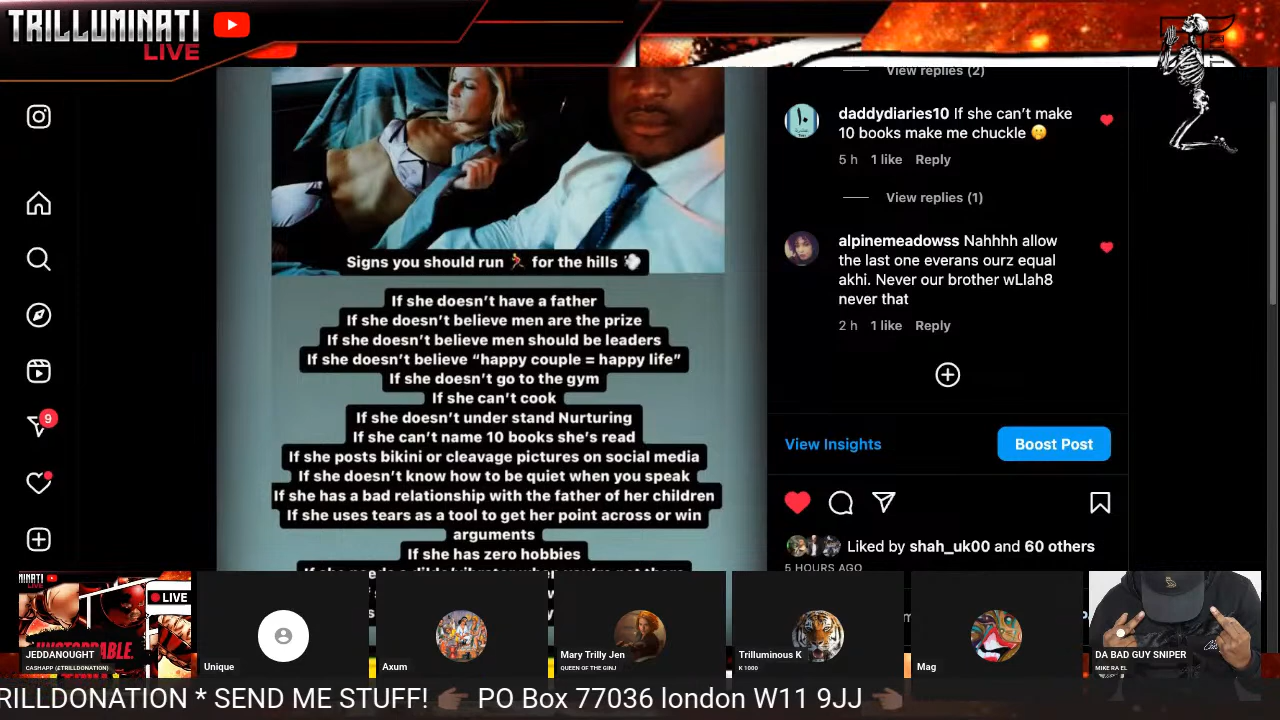 TRILLUMINATI
LIVE
View replies (2)
daddydiaries10 If she can't make
10 books make me chuckle
5 h 1 like Reply
View replies (1)
alpinemeadowss Nahhhh allow
the last one everans ourz equal
akhi. Never our brother wLlah8
never that
2 h 1 like Reply
Signs you should run for the hills
If she doesn't have a father
If she doesn't believe men are the prize
If she doesn't believe men should be leaders
If she doesn't believe “happy couple = happy life”
If she doesn't go to the gym
If she can't cook
If she doesn't under stand Nurturing
If she can't name 10 books she's read
If she posts bikini or cleavage pictures on social media
If she doesn't know how to be quiet when you speak
If she has a bad relationship with the father of her children
If she uses tears as a tool to get her point across or win
arguments
If she has zero hobbies
View Insights
Boost Post
Liked by shah_uk00 and 60 others
5 HOURS AGO
9
LIVE
JEDDANOUGHT
CASHAPP (£TRILLDONATION)
Unique
Axum
Mary Trilly Jen
QUEEN OF THE GINJ
Trilluminous K
K 1000
Mag
DA BAD GUY SNIPER
MIKE RA EL
RILLDONATION * SEND ME STUFF! PO Box 77036 london W11 9JJ